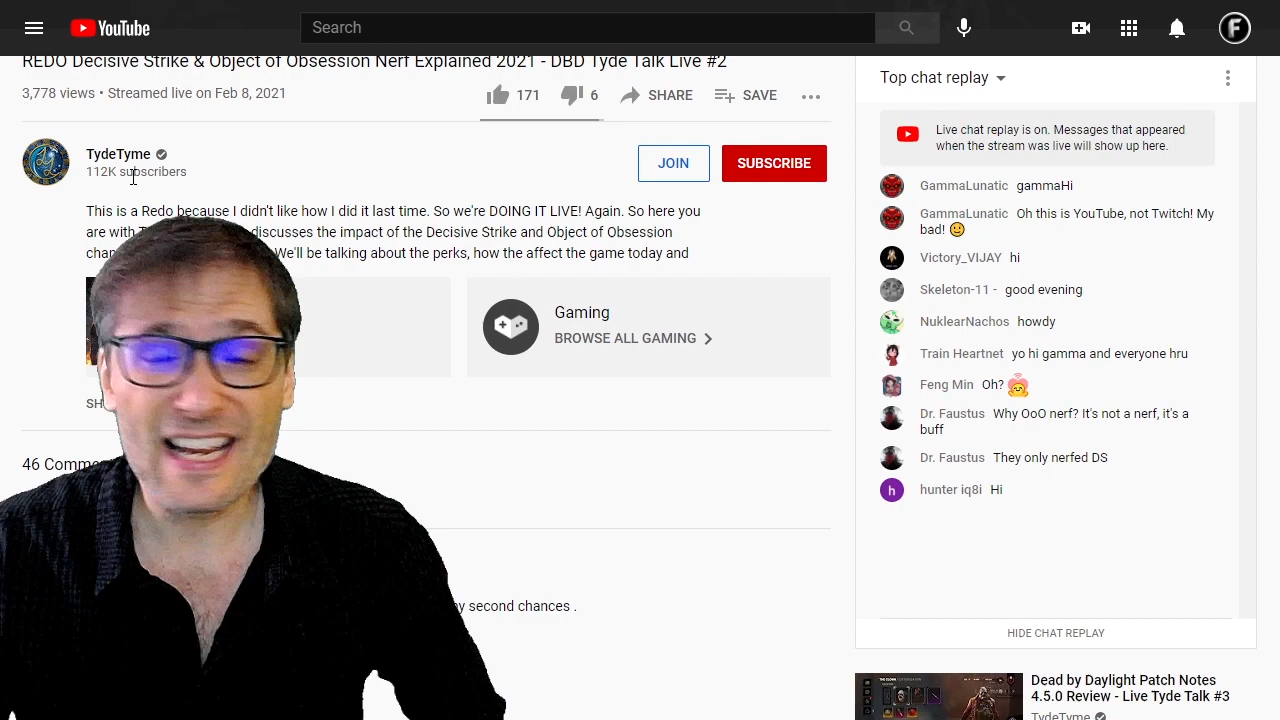 YouTube
Search
F
REDO Decisive Strike & Object of Obsession Nerf Explained 2021 - DBD Tyde Talk Live #2
3,778 views • Streamed live on Feb 8, 2021
171
6
SHARE
SAVE
TydeTyme
112K subscribers
JOIN
SUBSCRIBE
This is a Redo because I didn't like how I did it last time. So we're DOING IT LIVE! Again. So here you
are with discusses the impact of the Decisive Strike and Object of Obsession
We'll be talking about the perks, how the affect the game today and
Gaming
BROWSE ALL GAMING
SH
46 Comme
second chances .
Top chat replay
Live chat replay is on. Messages that appeared
when the stream was live will show up here.
GammaLunatic gammaHi
GammaLunatic Oh this is YouTube, not Twitch! My
bad!
Victory_VIJAY hi
Skeleton-11 - good evening
NuklearNachos howdy
Train Heartnet yo hi gamma and everyone hru
Feng Min Oh?
Dr. Faustus Why OoO nerf? It's not a nerf, it's a
buff
Dr. Faustus They only nerfed DS
h
hunter iq8i Hi
HIDE CHAT REPLAY
Dead by Daylight Patch Notes
4.5.0 Review - Live Tyde Talk #3
TydeTyme